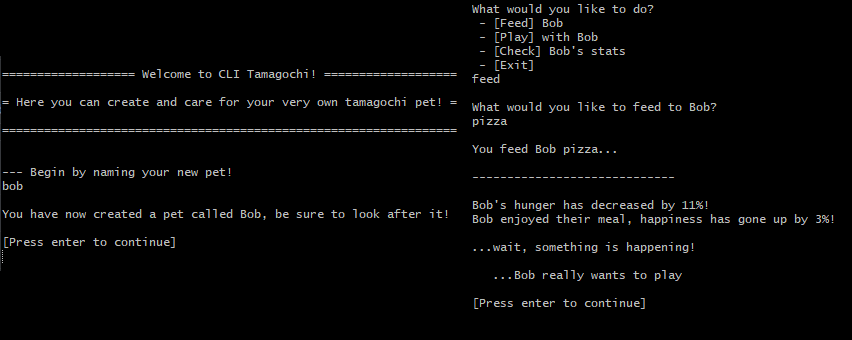 ================== Welcome to CLI Tamagochi! ===================
= Here you can create and care for your very own tamagochi pet! =
=================================================================
--- Begin by naming your new pet!
bob
You have now created a pet called Bob, be sure to look after it!
[Press enter to continue]
What would you like to do?
- [Feed] Bob
- [Play] with Bob
- [Check] Bob's stats
- [Exit]
feed
What would you like to feed to Bob?
pizza
You feed Bob pizza...
-----------------------------
Bob's hunger has decreased by 11%!
Bob enjoyed their meal, happiness has gone up by 3%!
...wait, something is happening!
...Bob really wants to play
[Press enter to continue]